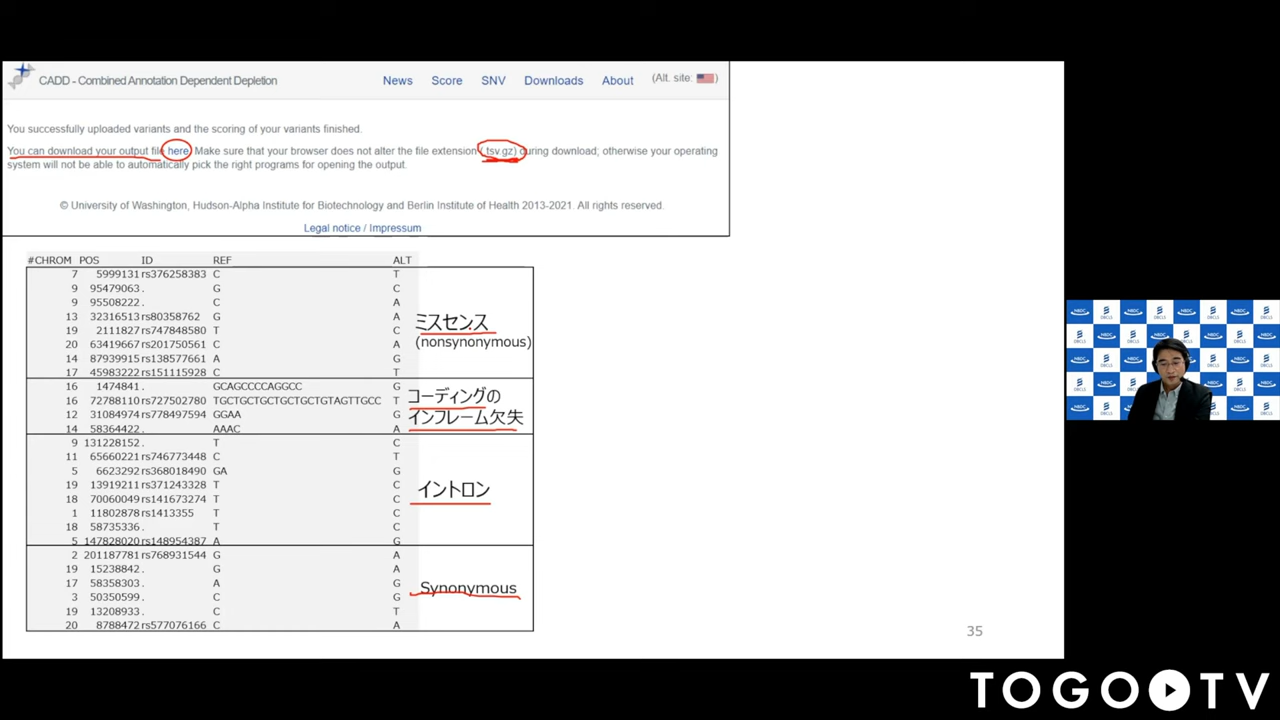 CADD - Combined Annotation Dependent Depletion News Score SNV Downloads About (Alt. site: )
You successfully uploaded variants and the scoring of your variants finished.
You can download your output file here. Make sure that your browser does not alter the file extension (.tsv.gz) during download; otherwise your operating
system will not be able to automatically pick the right programs for opening the output.
© University of Washington, Hudson-Alpha Institute for Biotechnology and Berlin Institute of Health 2013-2021. All rights reserved.
Legal notice / Impressum
#CHROM POS ID REF ALT
7 5999131 rs376258383 C T
9 95479063 . G C
9 95508222 . C A
13 32316513 rs80358762 G A
19 2111827 rs747848580 T C
20 63419667 rs201750561 C A
14 87939915 rs138577661 A G
17 45983222 rs151115928 C T
ミスセンス
(nonsynonymous)
16 1474841 . GCAGCCCCAGGCC G
16 72788110 rs727502780 TGCTGCTGCTGCTGCTGTAGTTGCC T
12 31084974 rs778497594 GGAA G
14 58364422 . AAAC A
コーディングの
インフレーム欠失
9 131228152 . T C
11 65660221 rs746773448 C T
5 6623292 rs368018490 GA G
19 13919211 rs371243328 T C
18 70060049 rs141673274 T C
1 11802878 rs1413355 T C
18 58735336 . T C
5 147828020 rs148954387 A G
イントロン
2 201187781 rs768931544 G A
19 15238842 . G A
17 58358303 . A G
3 50350599 . C G
19 13208933 . C T
20 8788472 rs577076166 C A
Synonymous
35
TOGO TV